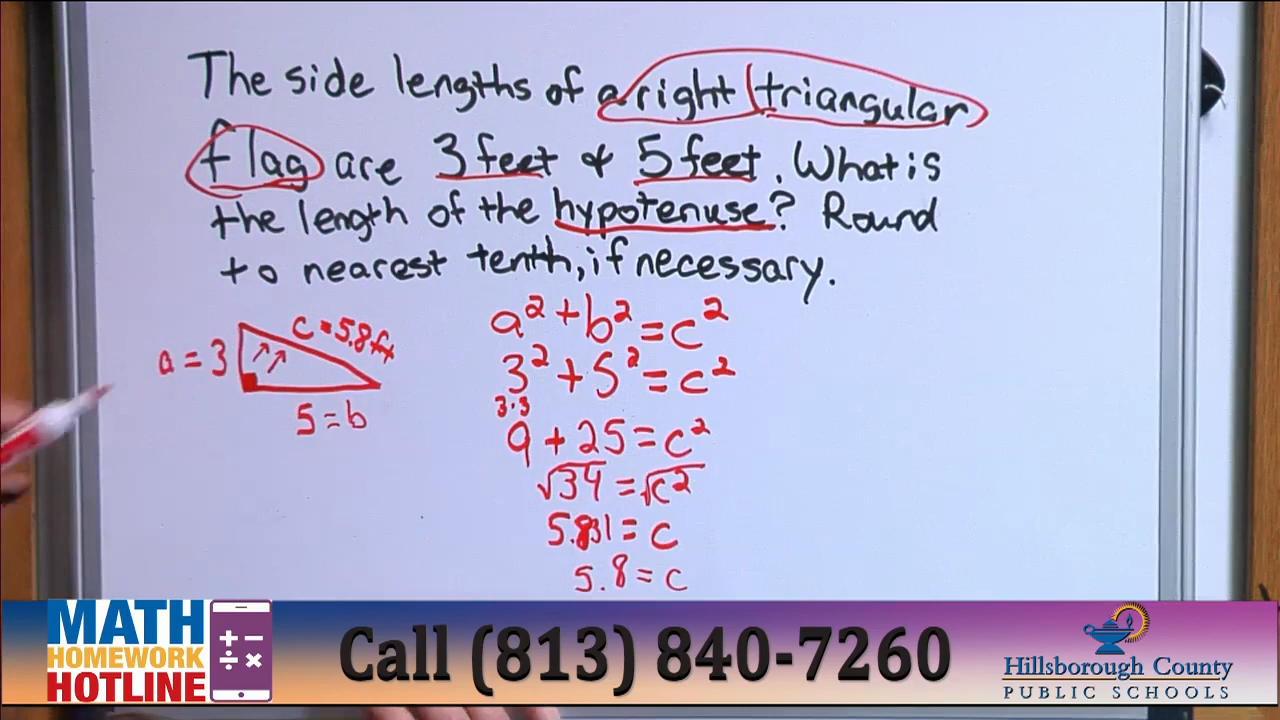 The side lengths of a right triangular
flag are 3 feet & 5 feet. What is
the length of the hypotenuse? Round
to nearest tenth, if necessary.
a = 3
c = 5.8 ft
5 = b
a² + b² = c²
3² + 5² = c²
3·3
9 + 25 = c²
√34 = √c²
5.831 = c
5.8 = c
MATH
HOMEWORK
HOTLINE
+ −
÷ ×
Call (813) 840-7260
Hillsborough County
PUBLIC SCHOOLS